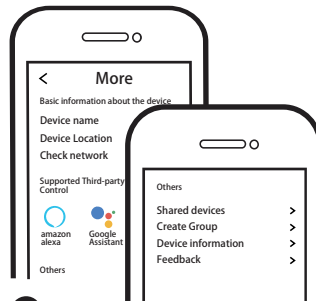 <
More
Basic information about the device
Device name
Device Location
Check network
Supported Third-party
Control
amazon
alexa
Google
Assistant
Others
Others
Shared devices >
Create Group >
Device information >
Feedback >